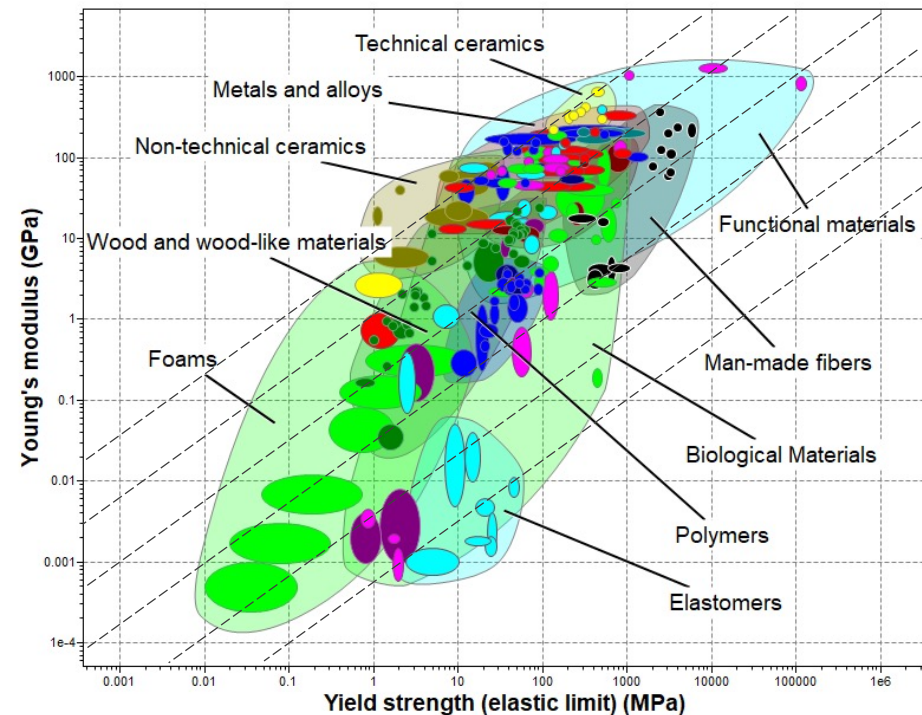 Technical ceramics
Metals and alloys
Non-technical ceramics
Wood and wood-like materials
Functional materials
Foams
Man-made fibers
Biological Materials
Polymers
Elastomers
Young's modulus (GPa)
1000
100
10
1
0.1
0.01
0.001
1e-4
0.001 0.01 0.1 1 10 100 1000 10000 100000 1e6
Yield strength (elastic limit) (MPa)